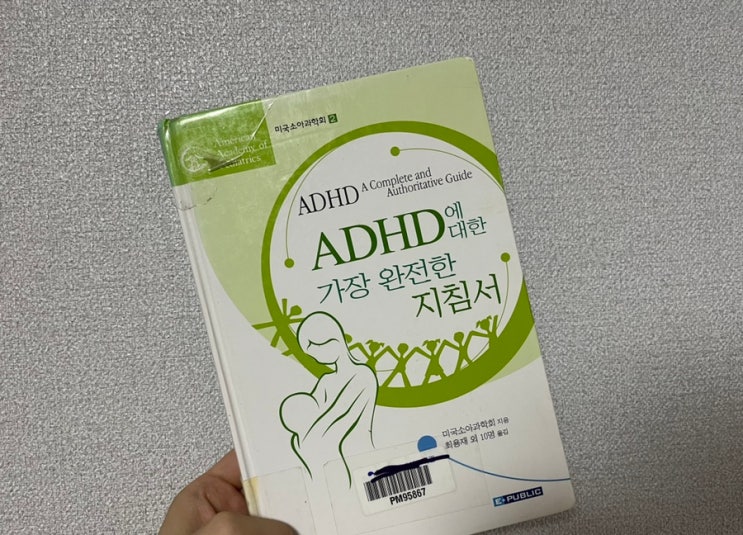 American
Academy of
Pediatrics
미국소아과학회 2
ADHD A Complete and
Authoritative Guide
ADHD에
대한
가장 완전한
지침서
미국소아과학회 지음
최용재 외 10명 옮김
PM95867
E PUBLIC